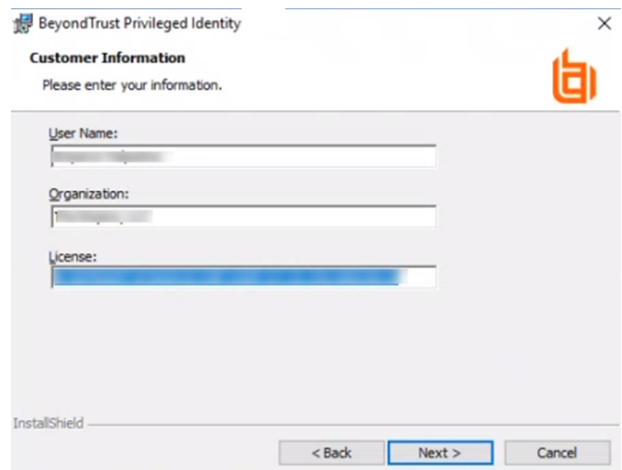 BeyondTrust Privileged Identity
Customer Information
Please enter your information.
User Name:
Organization:
License:
InstallShield
< Back
Next >
Cancel